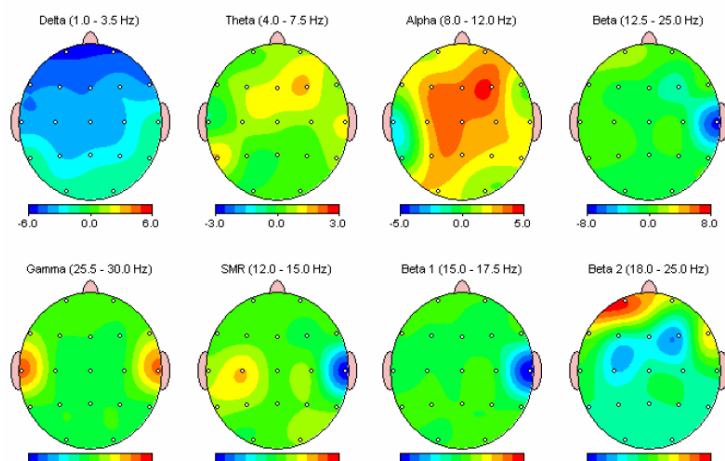 Delta (1.0 - 3.5 Hz)
Theta (4.0 - 7.5 Hz)
Alpha (8.0 - 12.0 Hz)
Beta (12.5 - 25.0 Hz)
-6.0 0.0 6.0
-3.0 0.0 3.0
-5.0 0.0 5.0
-8.0 0.0 8.0
Gamma (25.5 - 30.0 Hz)
SMR (12.0 - 15.0 Hz)
Beta 1 (15.0 - 17.5 Hz)
Beta 2 (18.0 - 25.0 Hz)